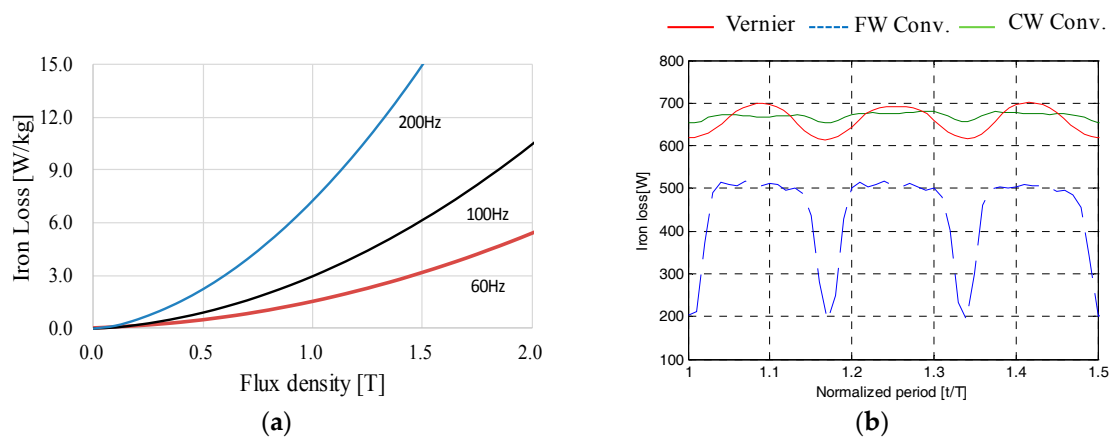 15.0
12.0
9.0
6.0
3.0
0.0
Iron Loss [W/kg]
200Hz
100Hz
60Hz
0.0 0.5 1.0 1.5 2.0
Flux density [T]
(a)
Vernier FW Conv. CW Conv.
800
700
600
500
400
300
200
100
Iron loss[W]
1 1.1 1.2 1.3 1.4 1.5
Normalized period [t/T]
(b)